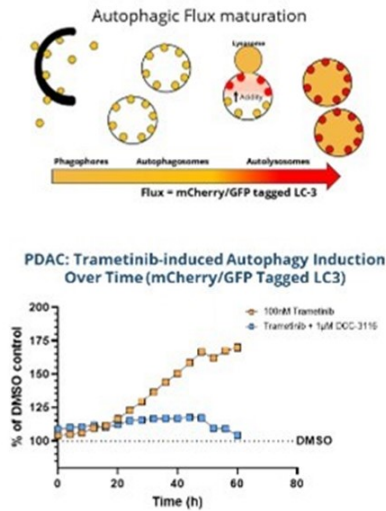 Autophagic Flux maturation
Lysosome
Acidity
Phagophores Autophagosomes Autolysosomes
Flux = mCherry/GFP tagged LC-3
PDAC: Trametinib-induced Autophagy Induction
Over Time (mCherry/GFP Tagged LC3)
100nM Trametinib
Trametinib + 1µM DCC-3116
% of DMSO control
200
175
150
125
100
DMSO
0 20 40 60 80
Time (h)